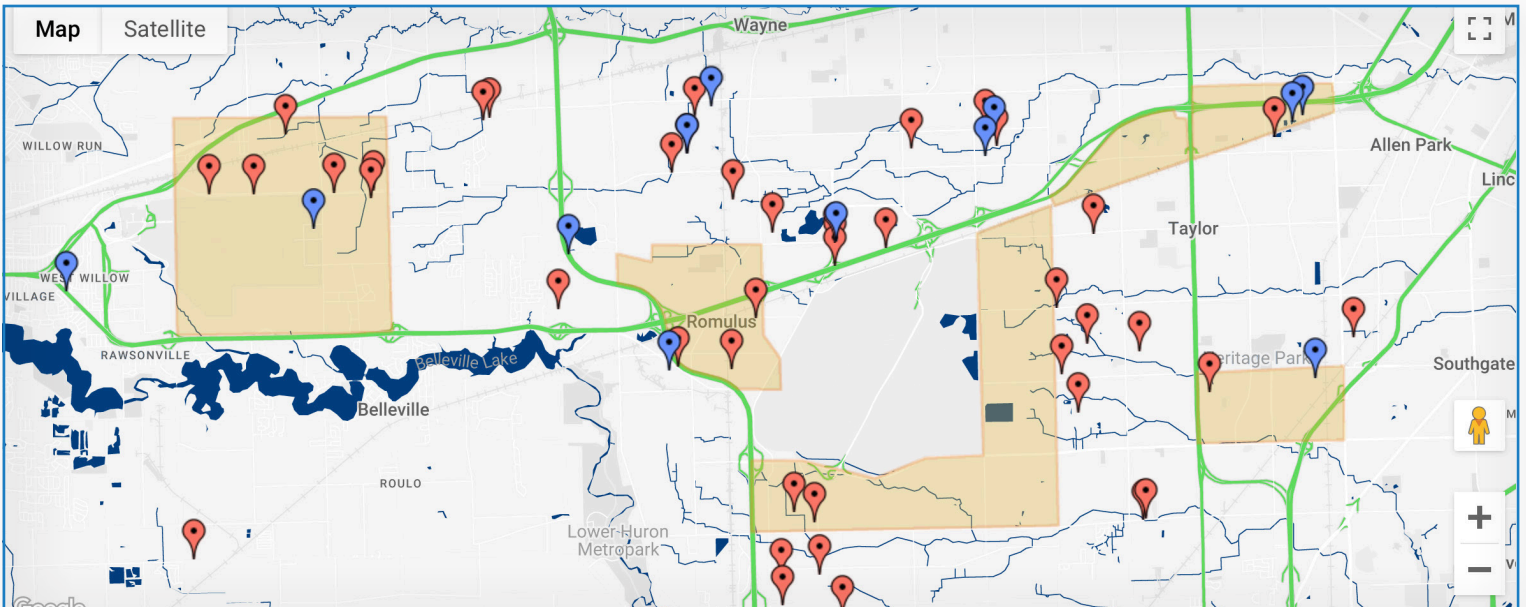 Map
Satellite
Wayne
WILLOW RUN
Allen Park
Linc
Taylor
WEST WILLOW
VILLAGE
Romulus
RAWSONVILLE
Belleville Lake
eritage Park
Southgate
Belleville
ROULO
Lower Huron
Metropark
Google